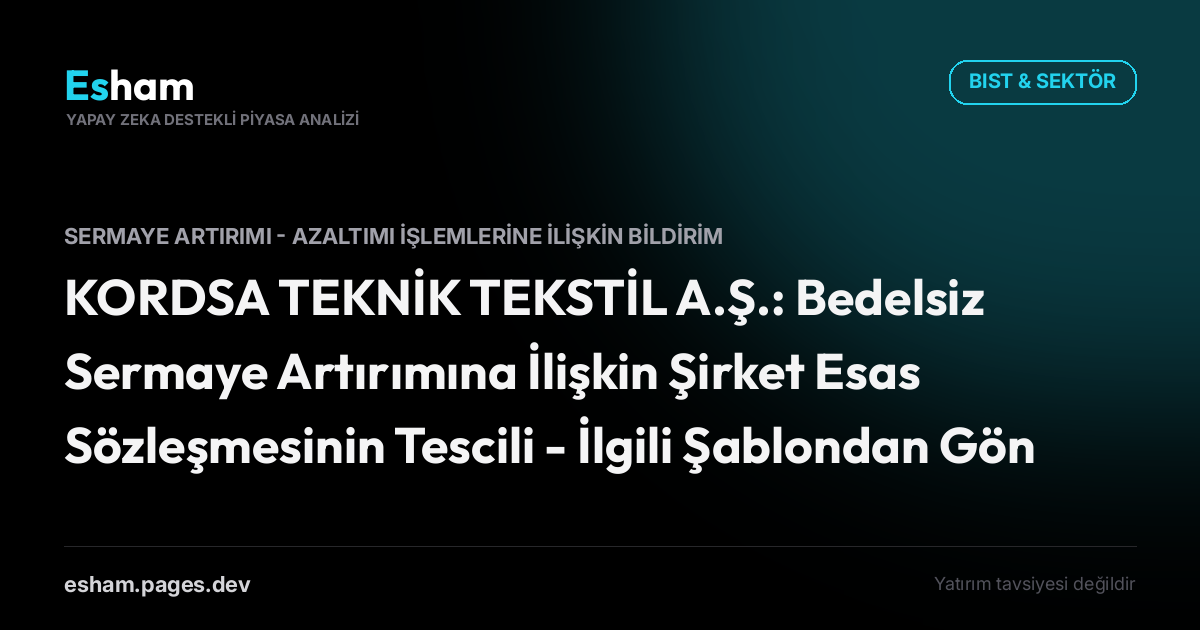 Esham
BIST & SEKTÖR
YAPAY ZEKA DESTEKLİ PİYASA ANALİZİ
SERMAYE ARTIRIMI - AZALTIMI İŞLEMLERİNE İLİŞKİN BİLDİRİM
KORDSA TEKNİK TEKSTİL A.Ş.: Bedelsiz
Sermaye Artırımına İlişkin Şirket Esas
Sözleşmesinin Tescili - İlgili Şablondan Gön
esham.pages.dev
Yatırım tavsiyesi değildir